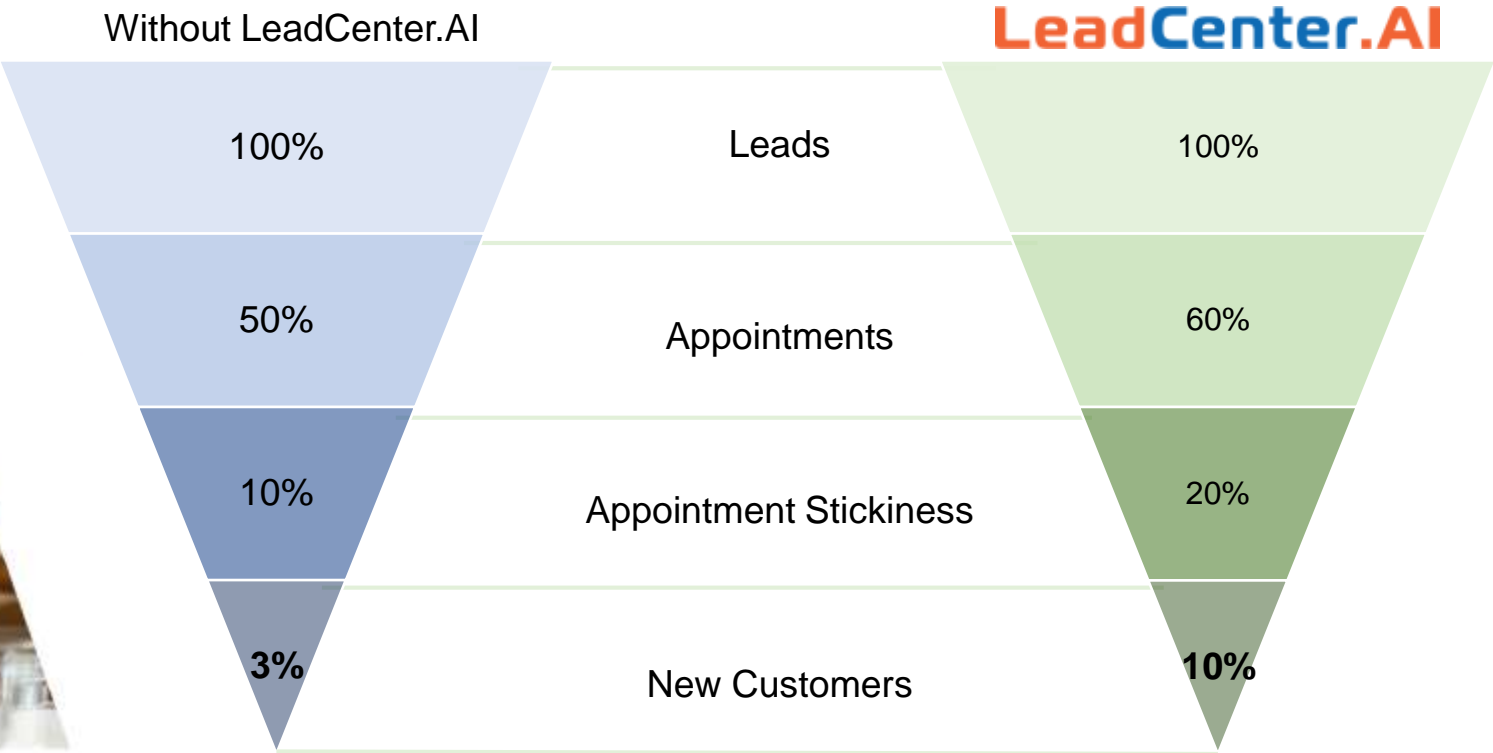 Without LeadCenter.AI
LeadCenter.AI
100%
Leads
100%
50%
Appointments
60%
10%
Appointment Stickiness
20%
3%
New Customers
10%